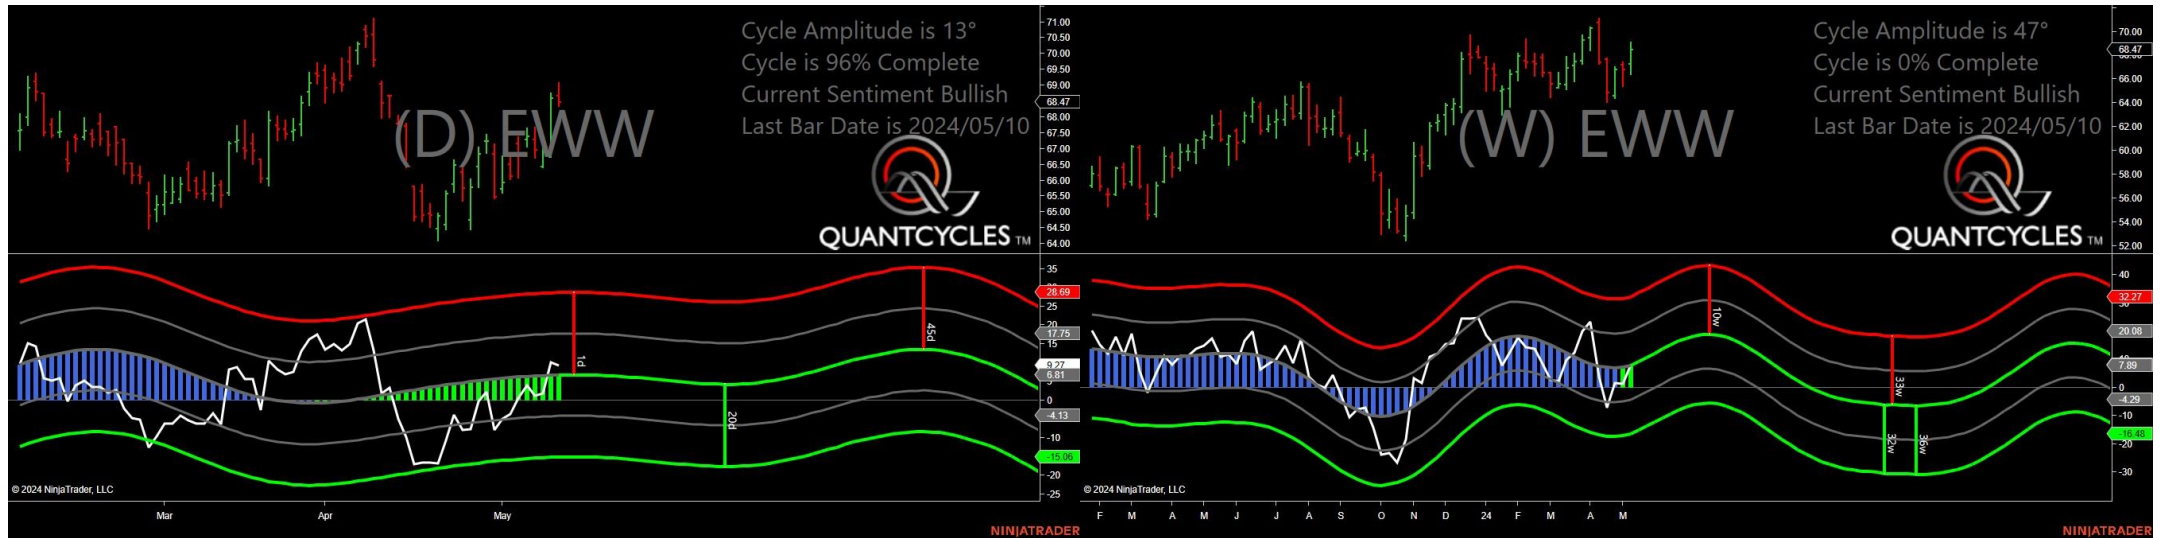 Cycle Amplitude is 13°
Cycle is 96% Complete
Current Sentiment Bullish
Last Bar Date is 2024/05/10
(D) EWW
QUANTCYCLES TM
71.00
70.50
70.00
69.50
69.00
68.47
68.00
67.50
67.00
66.50
66.00
65.50
65.00
64.50
64.00
35
28.69
25
20
17.75
15
9.27
6.81
0
-4.13
-10
-15.06
-20
-25
1d
20d
45d
© 2024 NinjaTrader, LLC
Mar
Apr
May
NINJATRADER
Cycle Amplitude is 47°
Cycle is 0% Complete
Current Sentiment Bullish
Last Bar Date is 2024/05/10
(W) EWW
QUANTCYCLES TM
70.00
68.47
66.00
64.00
62.00
60.00
58.00
56.00
54.00
52.00
40
32.27
20.08
7.89
0
-4.29
-10
-16.48
-20
-30
10w
33w
32w
36w
© 2024 NinjaTrader, LLC
F M A M J J A S O N D 24 F M A M
NINJATRADER